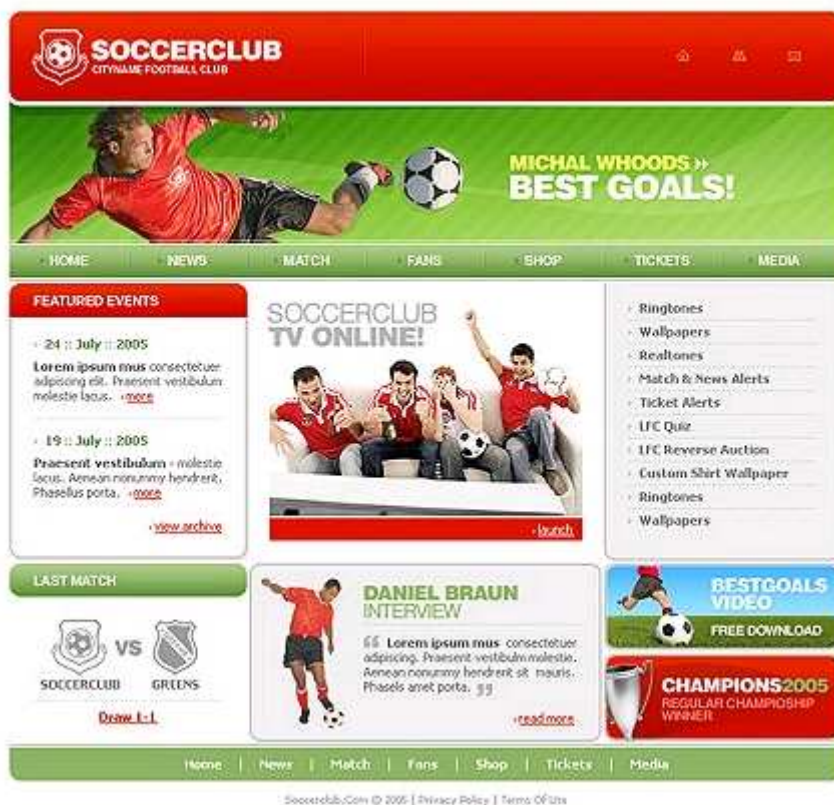 SOCCERCLUB
CITYNAME FOOTBALL CLUB
MICHAL WHOODS »
BEST GOALS!
HOME NEWS MATCH FANS SHOP TICKETS MEDIA
FEATURED EVENTS
24 :: July :: 2005
Lorem ipsum mus consectetuer
adipiscing elit. Praesent vestibulum
molestie lacus. ›more
19 :: July :: 2005
Praesent vestibulum - molestie
lacus. Aenean nonummy hendrerit,
Phasellus porta. ›more
›view archive
SOCCERCLUB
TV ONLINE!
›launch
Ringtones
Wallpapers
Realtones
Match & News Alerts
Ticket Alerts
LFC Quiz
LFC Reverse Auction
Custom Shirt Wallpaper
Ringtones
Wallpapers
LAST MATCH
VS
SOCCERCLUB GREENS
Draw 1-1
DANIEL BRAUN
INTERVIEW
“ Lorem ipsum mus consectetuer
adipiscing. Praesent vestibulm molestie.
Aenean nonummy hendrerit sit mauris.
Phasels amet porta. ”
›read more
BESTGOALS
VIDEO
FREE DOWNLOAD
CHAMPIONS2005
REGULAR CHAMPIOSHIP
WINNER
Home | News | Match | Fans | Shop | Tickets | Media
Soccerclub.Com © 2005 | Privacy Policy | Terms Of Use